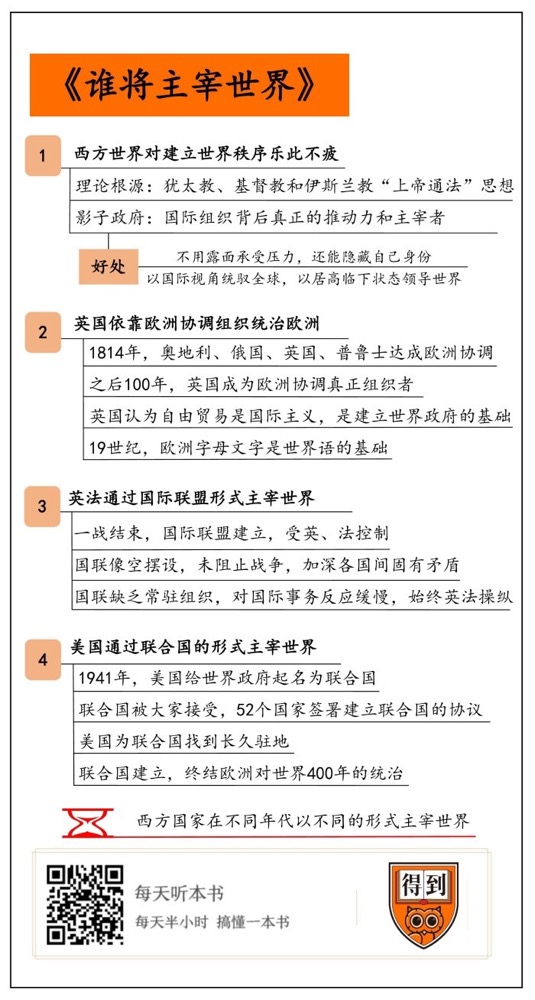 《谁将主宰世界》
1
西方世界对建立世界秩序乐此不疲
理论根源：犹太教、基督教和伊斯兰教“上帝通法”思想
影子政府：国际组织背后真正的推动力和主宰者
好处
不用露面承受压力，还能隐藏自己身份
以国际视角统驭全球，以居高临下状态领导世界
2
英国依靠欧洲协调组织统治欧洲
1814年，奥地利、俄国、英国、普鲁士达成欧洲协调
之后100年，英国成为欧洲协调真正组织者
英国认为自由贸易是国际主义，是建立世界政府的基础
19世纪，欧洲字母文字是世界语的基础
3
英法通过国际联盟形式主宰世界
一战结束，国际联盟建立，受英、法控制
国联像空摆设，未阻止战争，加深各国间固有矛盾
国联缺乏常驻组织，对国际事务反应缓慢，始终英法操纵
4
美国通过联合国的形式主宰世界
1941年，美国给世界政府起名为联合国
联合国被大家接受，52个国家签署建立联合国的协议
美国为联合国找到长久驻地
联合国建立，终结欧洲对世界400年的统治
西方国家在不同年代以不同的形式主宰世界
每天听本书
每天半小时 搞懂一本书
得到